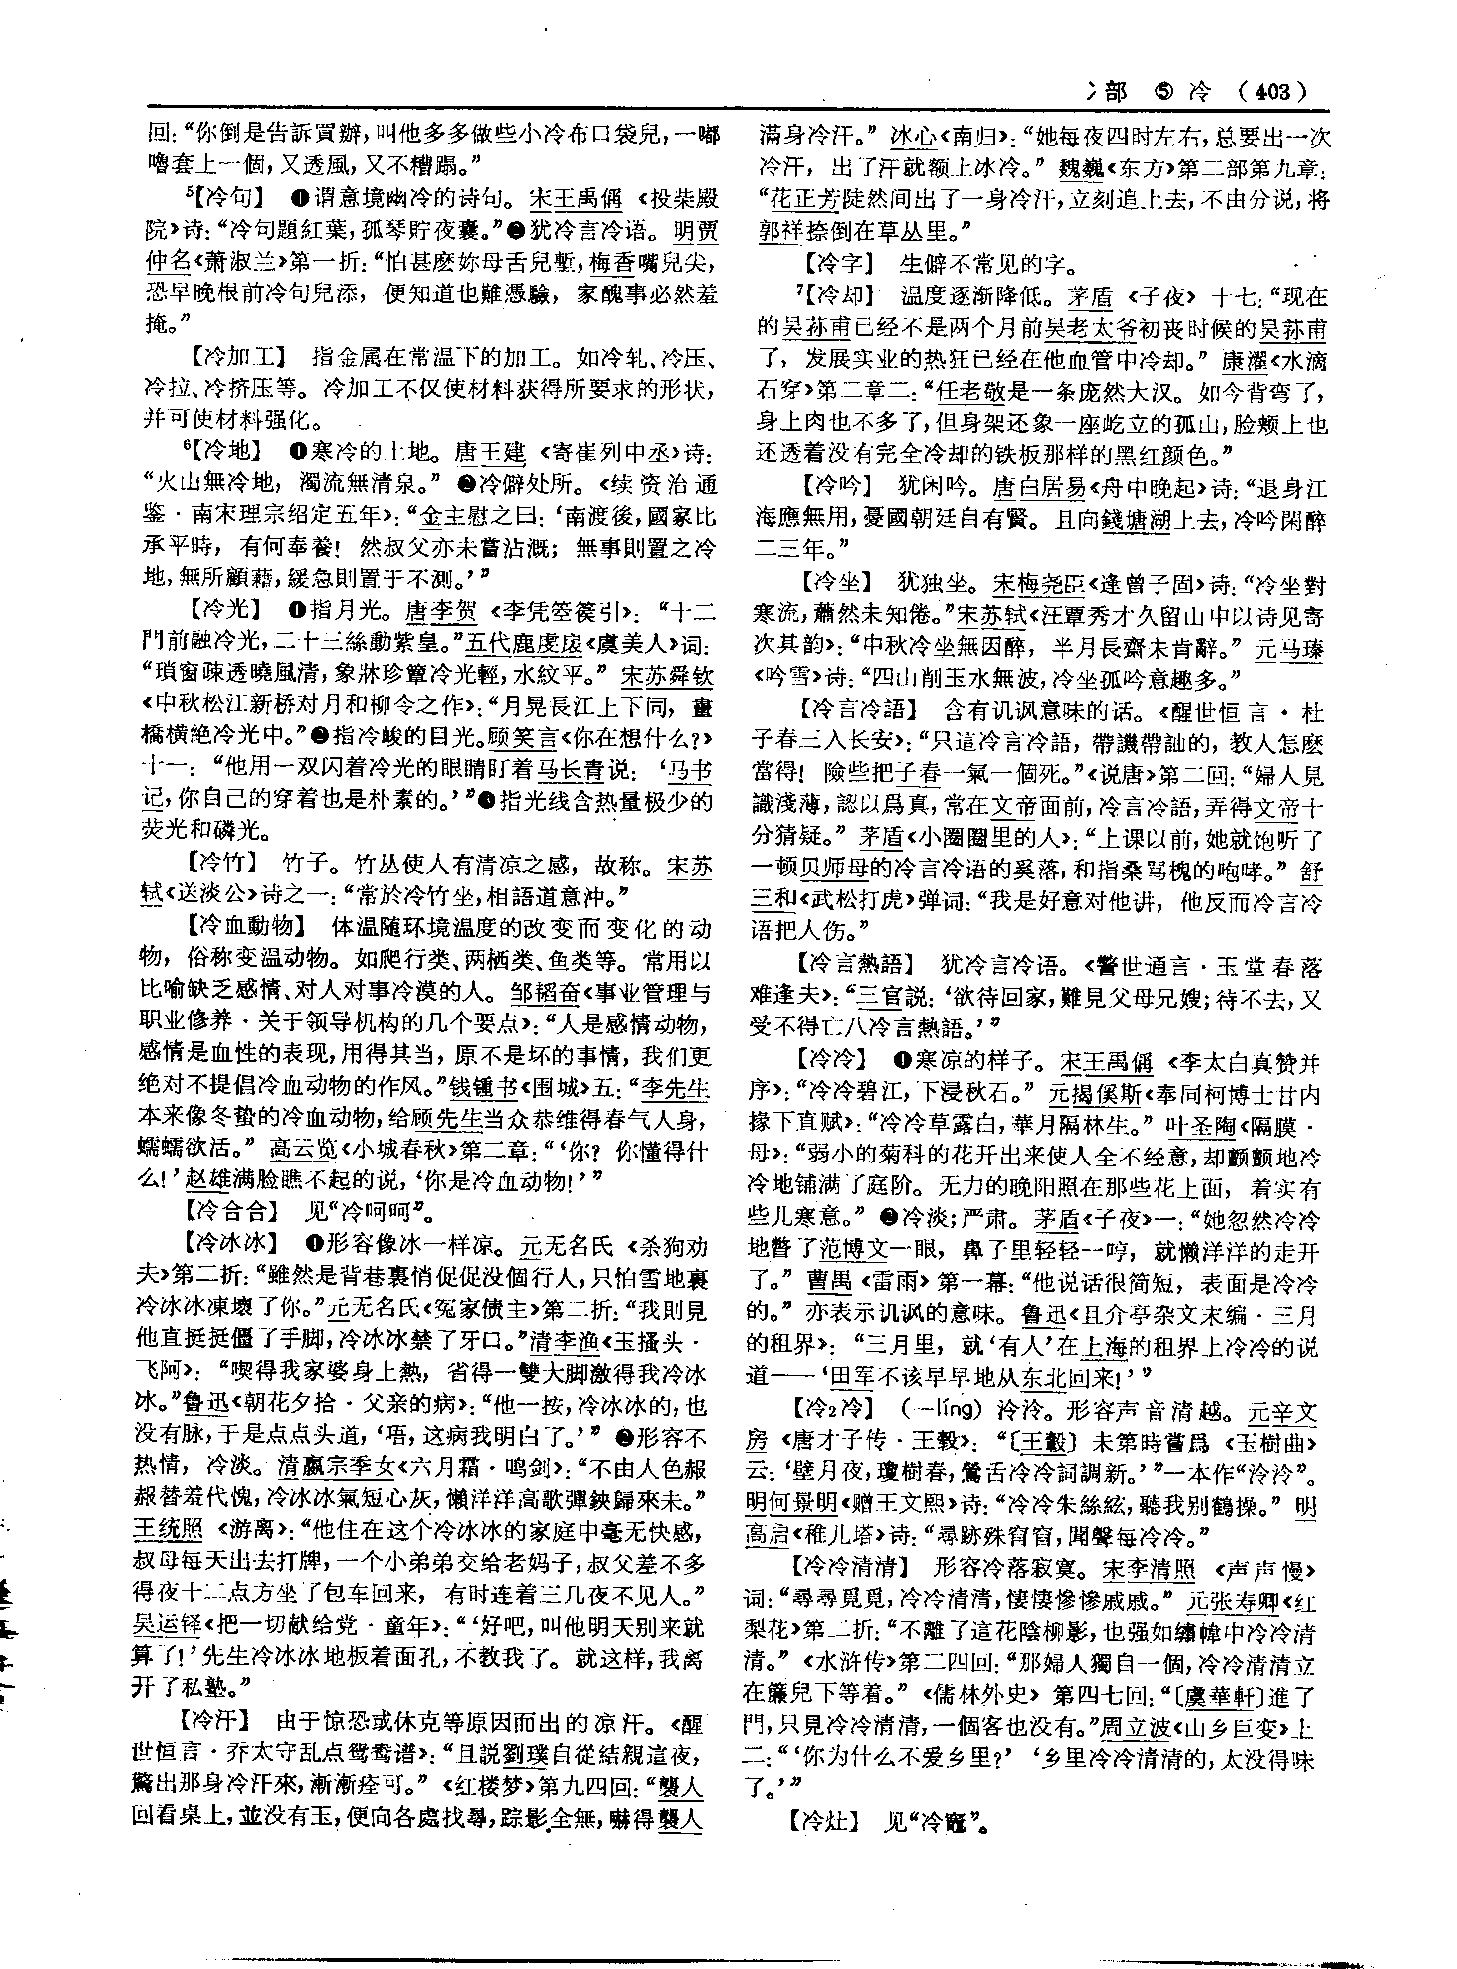 冫部 ⑤ 冷 (403)
回：“你倒是告訴買辦，叫他多多做些小冷布口袋兒，一嘟
嚕套上一個，又透風，又不糟蹋。”
⁵【冷句】 ❶谓意境幽冷的诗句。宋王禹偁《投柴殿
院》诗：“冷句題紅葉，孤琴貯夜囊。”❷犹冷言冷语。明贾
仲名《萧淑兰》第一折：“怕甚麽妳母舌兒塹，梅香嘴兒尖，
恐早晚根前冷句兒添，便知道也難憑驗，家醜事必然羞
掩。”
【冷加工】 指金属在常温下的加工。如冷轧、冷压、
冷拉、冷挤压等。冷加工不仅使材料获得所要求的形状，
并可使材料强化。
⁶【冷地】 ❶寒冷的土地。唐王建《寄崔列中丞》诗：
“火山無冷地，濁流無清泉。”❷冷僻处所。《续资治通
鉴·南宋理宗绍定五年》：“金主慰之曰：‘南渡後，國家比
承平時，有何奉養！然叔父亦未嘗沾溉；無事則置之冷
地，無所顧藉，緩急則置于不測。’”
【冷光】 ❶指月光。唐李贺《李凭箜篌引》：“十二
門前融冷光，二十三絲動紫皇。”五代鹿虔扆《虞美人》词：
“瑣窗疎透曉風清，象牀珍簟冷光輕，水紋平。”宋苏舜钦
《中秋松江新桥对月和柳令之作》：“月晃長江上下同，畫
橋横絶冷光中。”❷指冷峻的目光。顾笑言《你在想什么？》
十一：“他用一双闪着冷光的眼睛盯着马长青说：‘马书
记，你自己的穿着也是朴素的。’”❸指光线含热量极少的
荧光和磷光。
【冷竹】 竹子。竹丛使人有清凉之感，故称。宋苏
轼《送淡公》诗之一：“常於冷竹坐，相語道意冲。”
【冷血動物】 体温随环境温度的改变而变化的动
物，俗称变温动物。如爬行类、两栖类、鱼类等。常用以
比喻缺乏感情、对人对事冷漠的人。邹韬奋《事业管理与
职业修养·关于领导机构的几个要点》：“人是感情动物，
感情是血性的表现，用得其当，原不是坏的事情，我们更
绝对不提倡冷血动物的作风。”钱锺书《围城》五：“李先生
本来像冬蛰的冷血动物，给顾先生当众恭维得春气入身，
蠕蠕欲活。”高云览《小城春秋》第二章：“‘你？你懂得什
么！’赵雄满脸瞧不起的说，‘你是冷血动物！’”
【冷合合】 见“冷呵呵”。
【冷冰冰】 ❶形容像冰一样凉。元无名氏《杀狗劝
夫》第二折：“雖然是背巷裏悄促促没個行人，只怕雪地裏
冷冰冰凍壞了你。”元无名氏《冤家债主》第二折：“我則見
他直挺挺僵了手脚，冷冰冰禁了牙口。”清李渔《玉搔头·
飞阿》：“喫得我家婆身上熱，省得一雙大脚激得我冷冰
冰。”鲁迅《朝花夕拾·父亲的病》：“他一按，冷冰冰的，也
没有脉，于是点点头道，‘唔，这病我明白了。’”❷形容不
热情，冷淡。清嬴宗季女《六月霜·鸣剑》：“不由人色赧
赧替羞代愧，冷冰冰氣短心灰，懶洋洋高歌彈鋏歸來未。”
王统照《游离》：“他住在这个冷冰冰的家庭中毫无快感，
叔母每天出去打牌，一个小弟弟交给老妈子，叔父差不多
得夜十二点方坐了包车回来，有时连着三几夜不见人。”
吴运铎《把一切献给党·童年》：“‘好吧，叫他明天别来就
算了！’先生冷冰冰地板着面孔，不教我了。就这样，我离
开了私塾。”
【冷汗】 由于惊恐或休克等原因而出的凉汗。《醒
世恒言·乔太守乱点鸳鸯谱》：“且説劉璞自從結親這夜，
驚出那身冷汗來，漸漸痊可。”《红楼梦》第九四回：“襲人
回看桌上，並没有玉，便向各處找尋，踪影全無，嚇得襲人
满身冷汗。”冰心《南归》：“她每夜四时左右，总要出一次
冷汗，出了汗就额上冰冷。”魏巍《东方》第二部第九章：
“花正芳陡然间出了一身冷汗，立刻追上去，不由分说，将
郭祥捺倒在草丛里。”
【冷字】 生僻不常见的字。
⁷【冷却】 温度逐渐降低。茅盾《子夜》十七：“现在
的吴荪甫已经不是两个月前吴老太爷初丧时候的吴荪甫
了，发展实业的热狂已经在他血管中冷却。”康濯《水滴
石穿》第二章二：“任老敬是一条庞然大汉。如今背弯了，
身上肉也不多了，但身架还象一座屹立的孤山，脸颊上也
还透着没有完全冷却的铁板那样的黑红颜色。”
【冷吟】 犹闲吟。唐白居易《舟中晚起》诗：“退身江
海應無用，憂國朝廷自有賢。且向錢塘湖上去，冷吟閑醉
二三年。”
【冷坐】 犹独坐。宋梅尧臣《逢曾子固》诗：“冷坐對
寒流，蕭然未知倦。”宋苏轼《汪覃秀才久留山中以诗见寄
次其韵》：“中秋冷坐無因醉，半月長齋未肯辭。”元马臻
《吟雪》诗：“四山削玉水無波，冷坐孤吟意趣多。”
【冷言冷語】 含有讥讽意味的话。《醒世恒言·杜
子春三入长安》：“只這冷言冷語，帶譏帶訕的，教人怎麽
當得！險些把子春一氣一個死。”《说唐》第二回：“婦人見
識淺薄，認以爲真，常在文帝面前，冷言冷語，弄得文帝十
分猜疑。”茅盾《小圈圈里的人》：“上课以前，她就饱听了
一顿贝师母的冷言冷语的奚落，和指桑骂槐的咆哮。”舒
三和《武松打虎》弹词：“我是好意对他讲，他反而冷言冷
语把人伤。”
【冷言熱語】 犹冷言冷语。《警世通言·玉堂春落
难逢夫》：“三官説：‘欲待回家，難見父母兄嫂；待不去，又
受不得亡八冷言熱語。’”
【冷冷】 ❶寒凉的样子。宋王禹偁《李太白真赞并
序》：“冷冷碧江，下浸秋石。”元揭傒斯《奉同柯博士甘内
掾下直赋》：“冷冷草露白，華月隔林生。”叶圣陶《隔膜·
母》：“弱小的菊科的花开出来使人全不经意，却颤颤地冷
冷地铺满了庭阶。无力的晚阳照在那些花上面，着实有
些儿寒意。”❷冷淡；严肃。茅盾《子夜》一：“她忽然冷冷
地瞥了范博文一眼，鼻子里轻轻一哼，就懒洋洋的走开
了。”曹禺《雷雨》第一幕：“他说话很简短，表面是冷冷
的。”亦表示讥讽的意味。鲁迅《且介亭杂文末编·三月
的租界》：“三月里，就‘有人’在上海的租界上冷冷的说
道——‘田军不该早早地从东北回来！’”
【冷₂冷】 （－líng）泠泠。形容声音清越。元辛文
房《唐才子传·王毂》：“〔王轂〕未第時嘗爲《玉樹曲》
云：‘壁月夜，瓊樹春，鶯舌冷冷詞調新。’”一本作“泠泠”。
明何景明《赠王文熙》诗：“冷冷朱絲絃，聽我别鶴操。”明
高启《稚儿塔》诗：“尋跡殊窅窅，聞聲每冷冷。”
【冷冷清清】 形容冷落寂寞。宋李清照《声声慢》
词：“尋尋覓覓，冷冷清清，悽悽慘慘戚戚。”元张寿卿《红
梨花》第二折：“不離了這花陰柳影，也强如繡幃中冷冷清
清。”《水浒传》第二四回：“那婦人獨自一個，冷冷清清立
在簾兒下等着。”《儒林外史》第四七回：“〔虞華軒〕進了
門，只見冷冷清清，一個客也没有。”周立波《山乡巨变》上
二：“‘你为什么不爱乡里？’‘乡里冷冷清清的，太没得味
了。’”
【冷灶】 见“冷竈”。